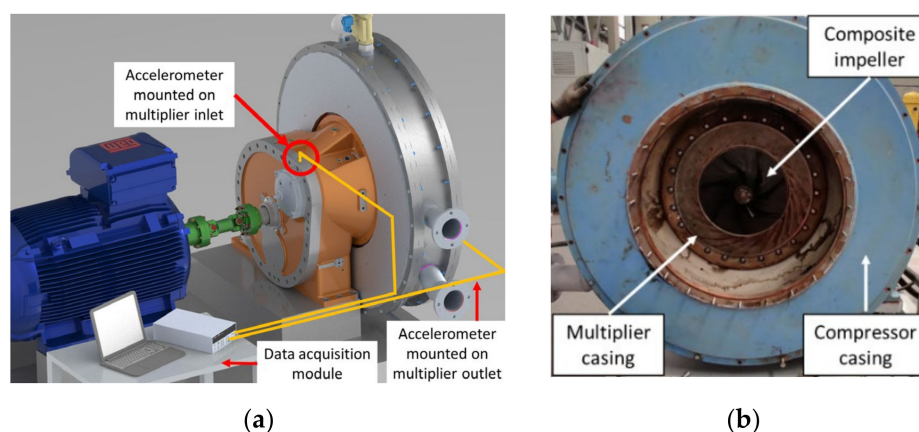 Accelerometer
mounted on
multiplier inlet
WEG
Data acquisition
module
Accelerometer
mounted on
multiplier outlet
Composite
impeller
Multiplier
casing
Compressor
casing
(a)
(b)